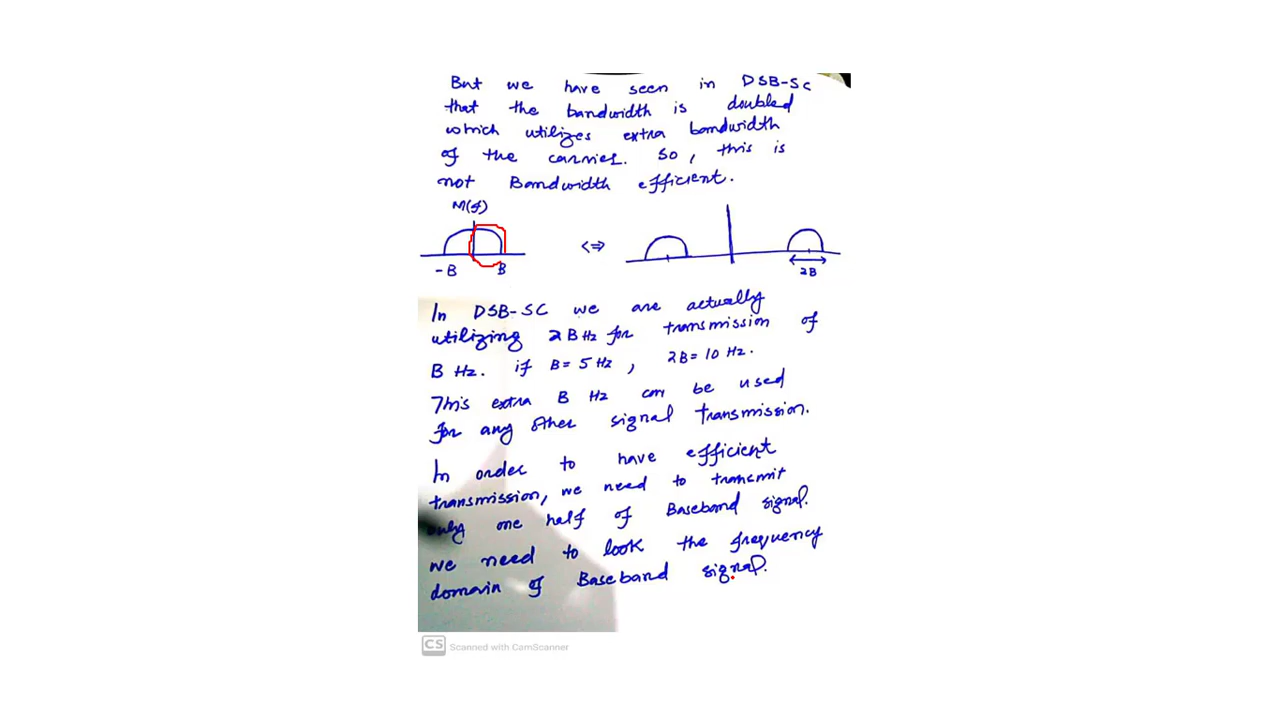 But we have seen in DSB-SC
that the bandwidth is doubled
which utilizes extra bandwidth
of the carrier. So, this is
not Bandwidth efficient.
M(f)
<=>
-B B 2B
In DSB-SC we are actually
utilizing 2B Hz for transmission of
B Hz. if B = 5 Hz, 2B = 10 Hz.
This extra B Hz can be used
for any other signal transmission.
In order to have efficient
transmission, we need to transmit
only one half of Baseband signal.
we need to look the frequency
domain of Baseband signal.
CS Scanned with CamScanner